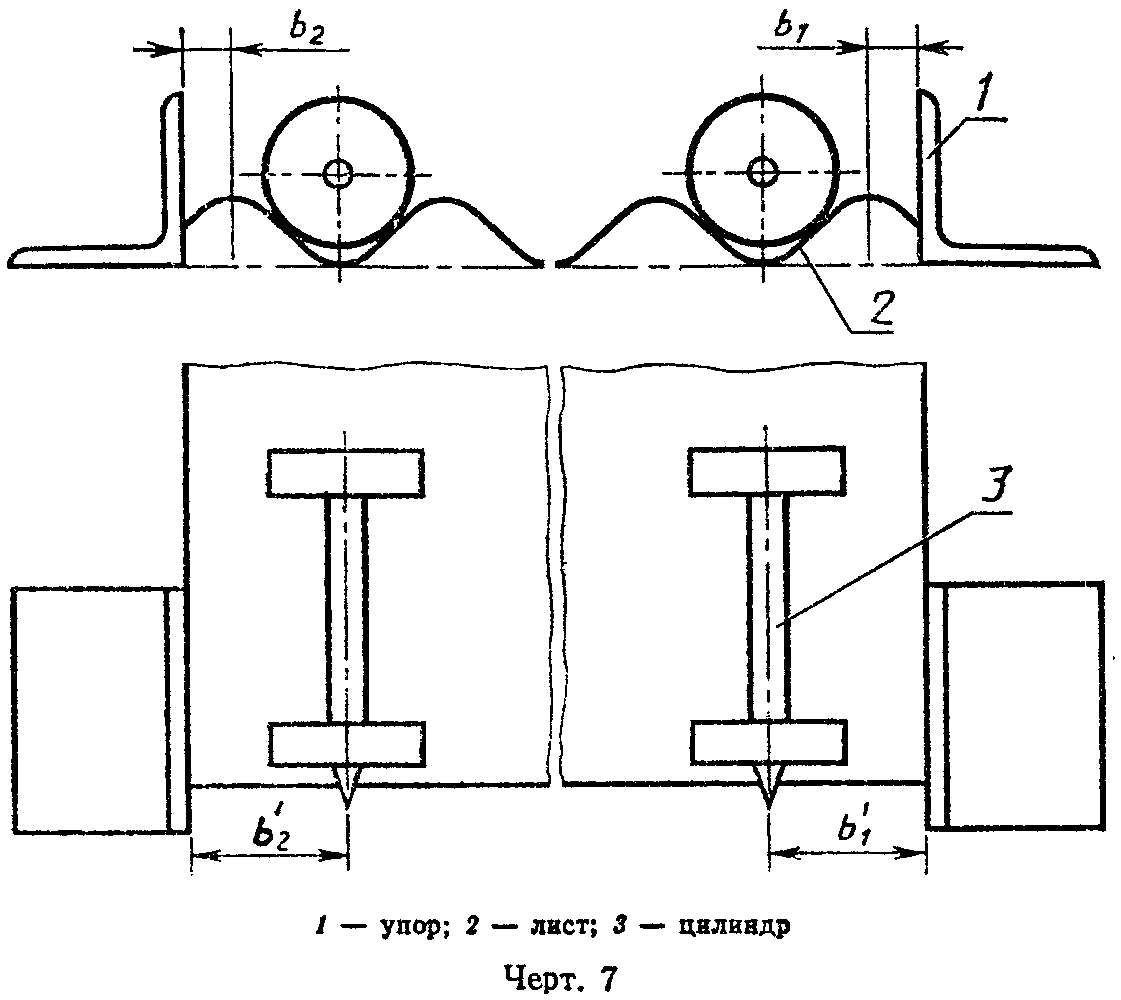 b₂ b₁
1
2
3
b′₂ b′₁
1 — упор; 2 — лист; 3 — цилиндр
Черт. 7